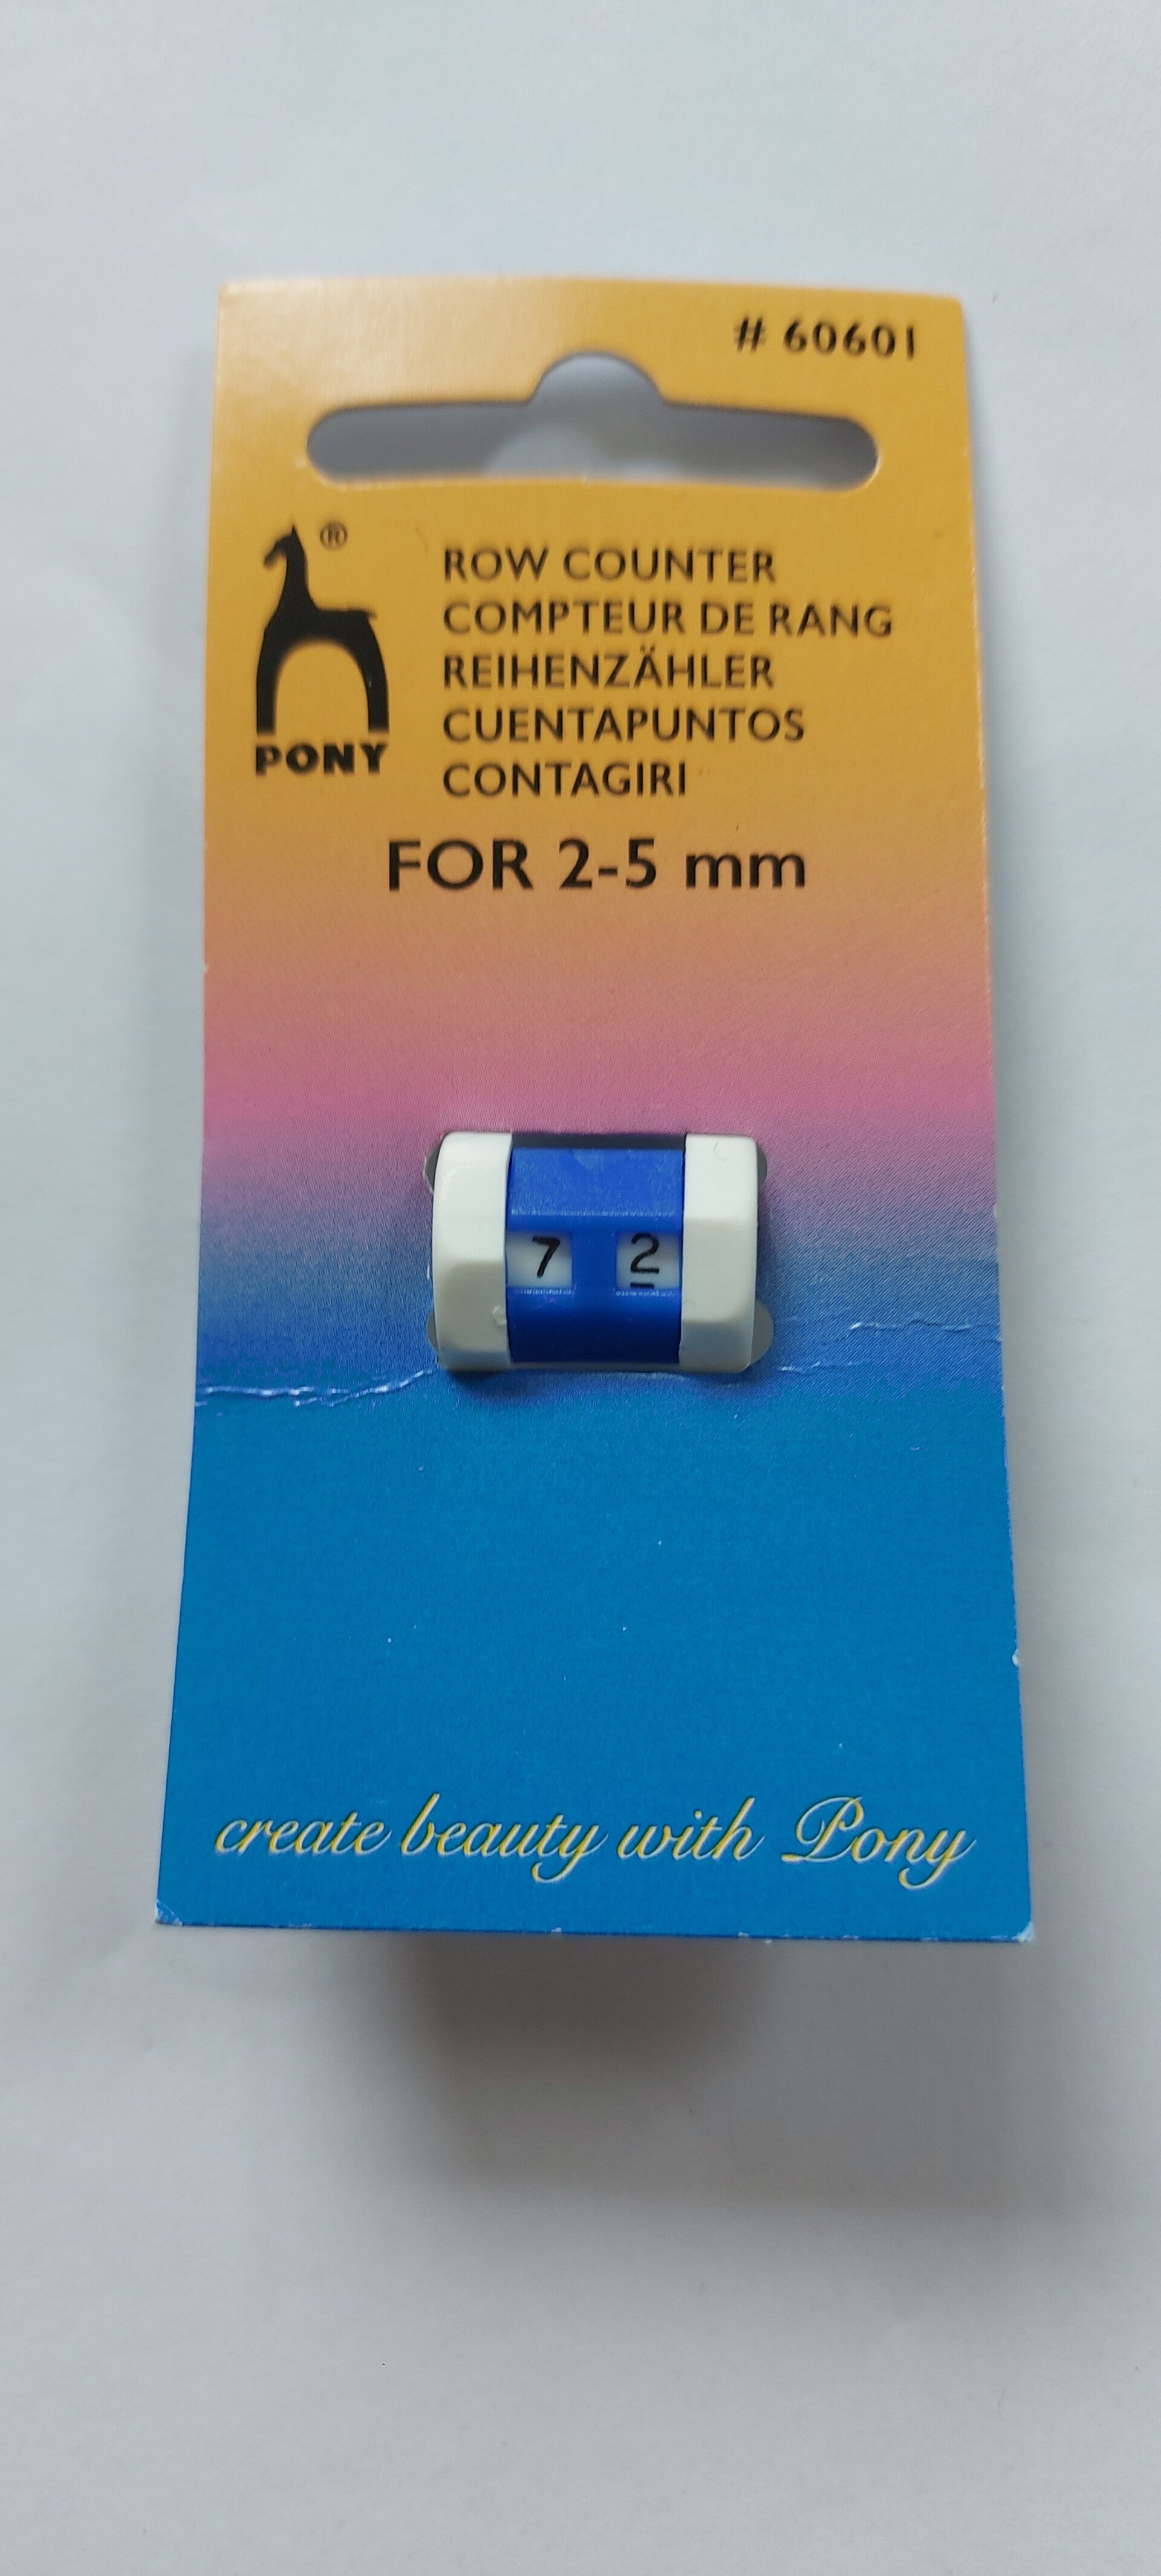 # 60601
®
PONY
ROW COUNTER
COMPTEUR DE RANG
REIHENZÄHLER
CUENTAPUNTOS
CONTAGIRI
FOR 2-5 mm
7 2
create beauty with Pony